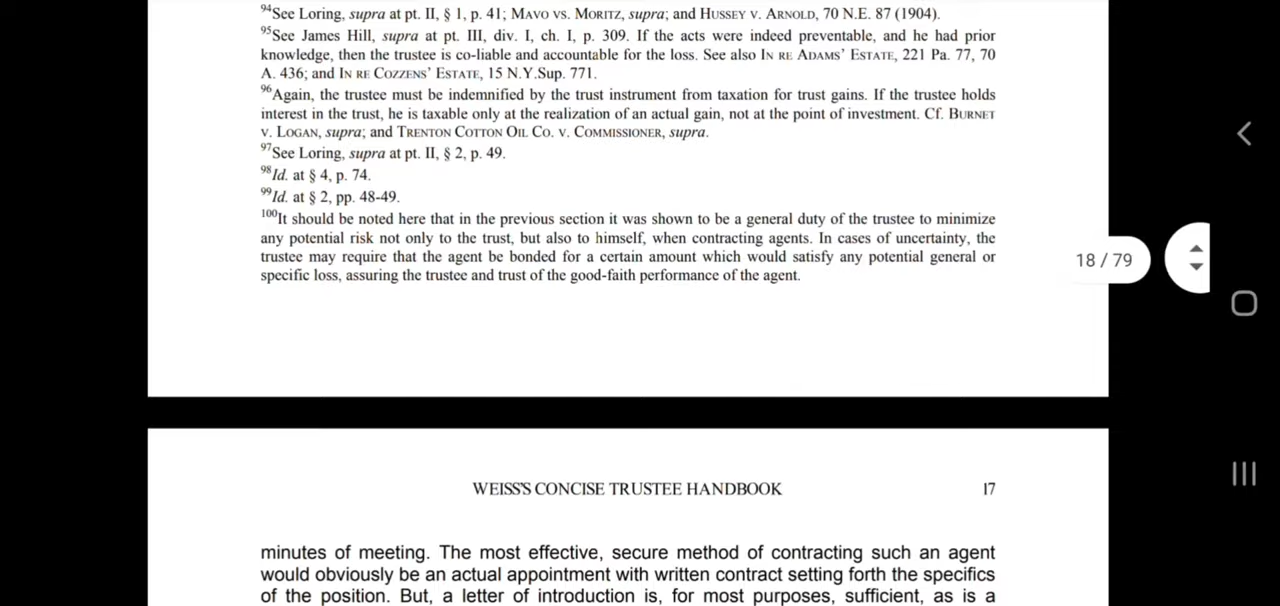 ⁹⁴See Loring, supra at pt. II, § 1, p. 41; MAVO VS. MORITZ, supra; and HUSSEY V. ARNOLD, 70 N.E. 87 (1904).
⁹⁵See James Hill, supra at pt. III, div. I, ch. I, p. 309. If the acts were indeed preventable, and he had prior
knowledge, then the trustee is co-liable and accountable for the loss. See also IN RE ADAMS' ESTATE, 221 Pa. 77, 70
A. 436; and IN RE COZZENS' ESTATE, 15 N.Y.Sup. 771.
⁹⁶Again, the trustee must be indemnified by the trust instrument from taxation for trust gains. If the trustee holds
interest in the trust, he is taxable only at the realization of an actual gain, not at the point of investment. Cf. BURNET
V. LOGAN, supra; and TRENTON COTTON OIL CO. V. COMMISSIONER, supra.
⁹⁷See Loring, supra at pt. II, § 2, p. 49.
⁹⁸Id. at § 4, p. 74.
⁹⁹Id. at § 2, pp. 48-49.
¹⁰⁰It should be noted here that in the previous section it was shown to be a general duty of the trustee to minimize
any potential risk not only to the trust, but also to himself, when contracting agents. In cases of uncertainty, the
trustee may require that the agent be bonded for a certain amount which would satisfy any potential general or
specific loss, assuring the trustee and trust of the good-faith performance of the agent.
18 / 79
WEISS'S CONCISE TRUSTEE HANDBOOK 17
minutes of meeting. The most effective, secure method of contracting such an agent
would obviously be an actual appointment with written contract setting forth the specifics
of the position. But, a letter of introduction is, for most purposes, sufficient, as is a